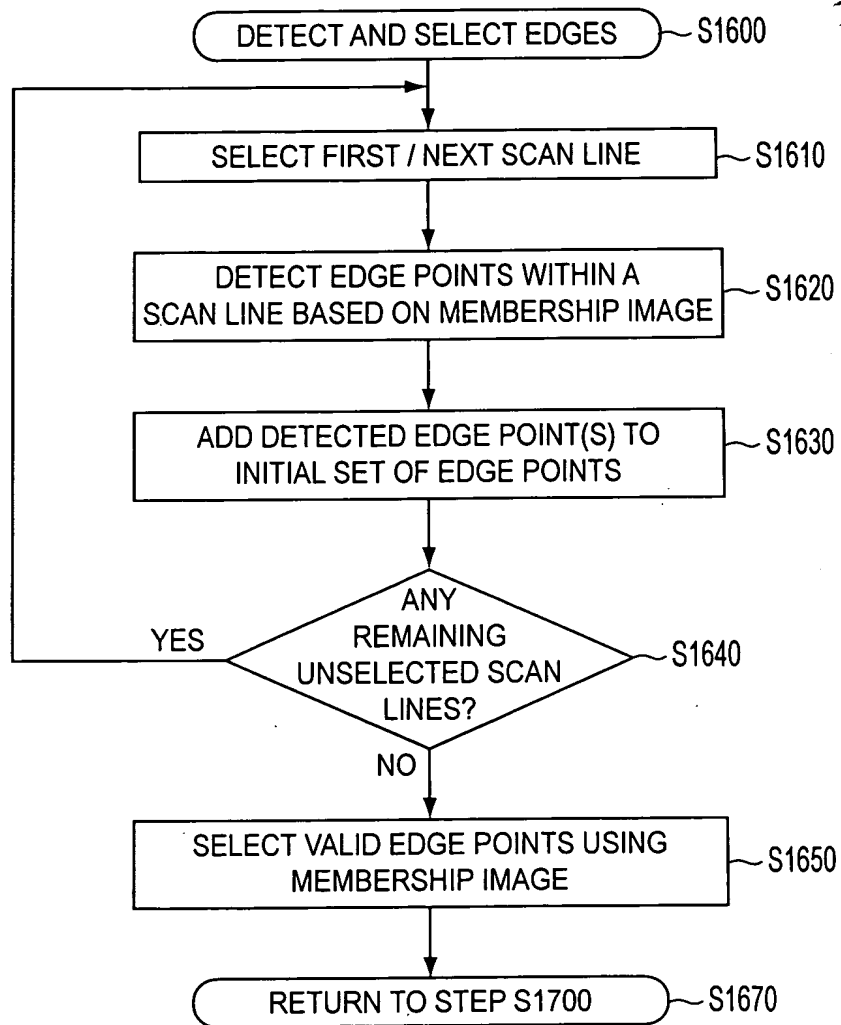 DETECT AND SELECT EDGES S1600
SELECT FIRST / NEXT SCAN LINE S1610
DETECT EDGE POINTS WITHIN A
SCAN LINE BASED ON MEMBERSHIP IMAGE S1620
ADD DETECTED EDGE POINT(S) TO
INITIAL SET OF EDGE POINTS S1630
ANY
REMAINING
UNSELECTED SCAN
LINES?
YES
S1640
NO
SELECT VALID EDGE POINTS USING
MEMBERSHIP IMAGE S1650
RETURN TO STEP S1700 S1670